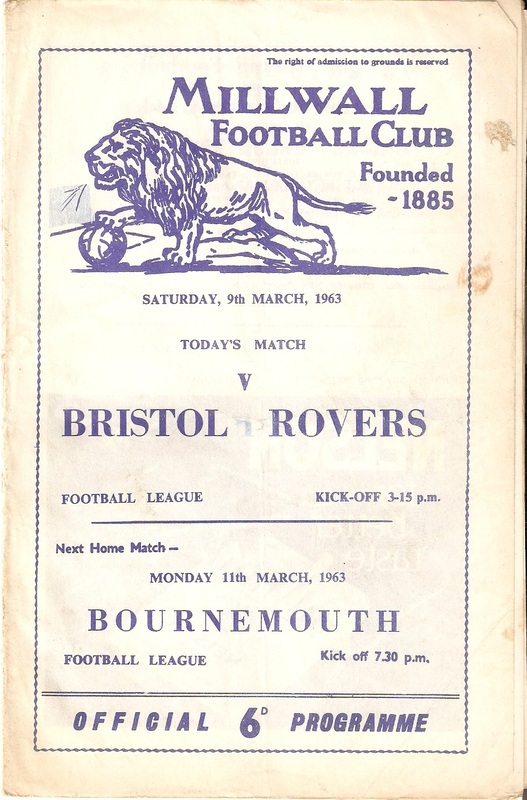 The right of admission to grounds is reserved
MILLWALL
FOOTBALL CLUB
Founded
-1885
SATURDAY, 9th MARCH, 1963
TODAY'S MATCH
V
BRISTOL ROVERS
FOOTBALL LEAGUE KICK-OFF 3-15 p.m.
Next Home Match —
MONDAY 11th MARCH, 1963
BOURNEMOUTH
FOOTBALL LEAGUE Kick off 7.30 p.m.
OFFICIAL 6D PROGRAMME